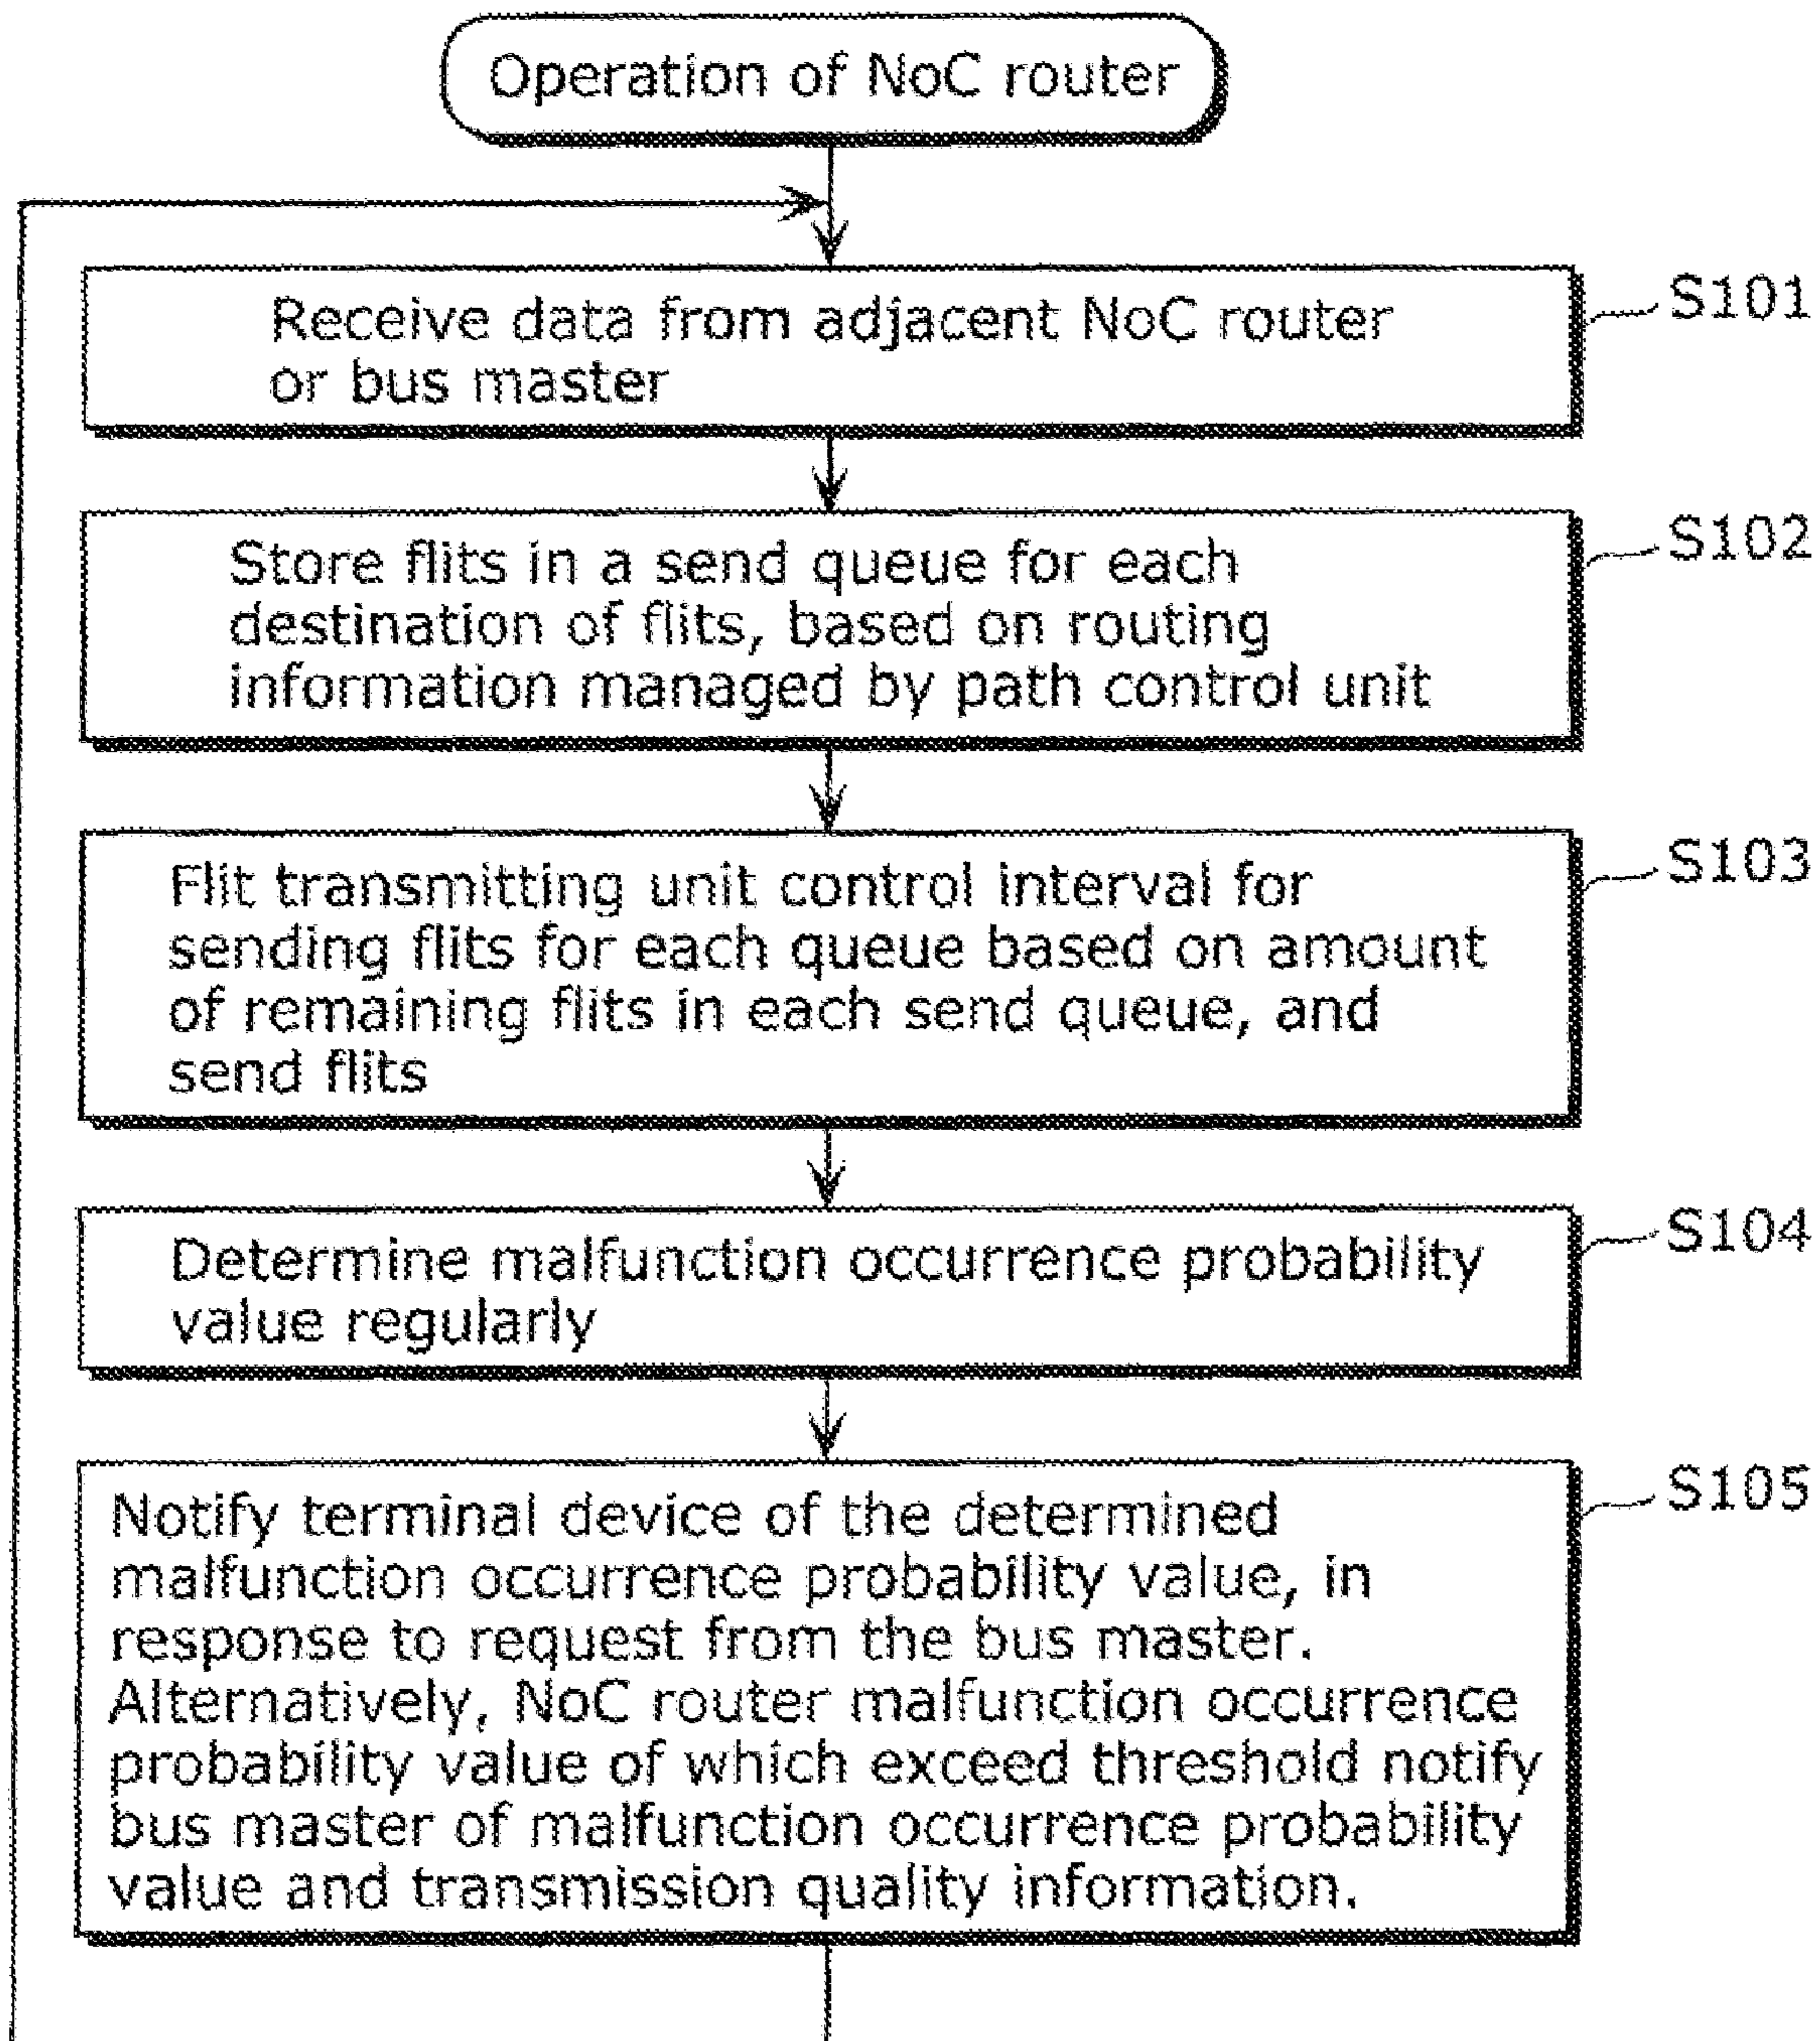 Operation of NoC router
Receive data from adjacent NoC router
or bus master
S101
Store flits in a send queue for each
destination of flits, based on routing
information managed by path control unit
S102
Flit transmitting unit control interval for
sending flits for each queue based on amount
of remaining flits in each send queue, and
send flits
S103
Determine malfunction occurrence probability
value regularly
S104
Notify terminal device of the determined
malfunction occurrence probability value, in
response to request from the bus master.
Alternatively, NoC router malfunction occurrence
probability value of which exceed threshold notify
bus master of malfunction occurrence probability
value and transmission quality information.
S105